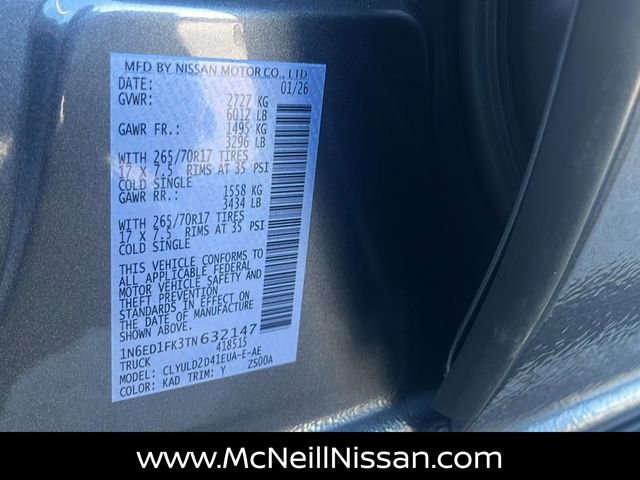 MFD BY NISSAN MOTOR CO., LTD.
DATE: 01/26
GVWR: 2727 KG
6012 LB
GAWR FR.: 1495 KG
3296 LB
WITH 265/70R17 TIRES
17 X 7.5 RIMS AT 35 PSI
COLD SINGLE
GAWR RR.: 1558 KG
3434 LB
WITH 265/70R17 TIRES
17 X 7.5 RIMS AT 35 PSI
COLD SINGLE
THIS VEHICLE CONFORMS TO
ALL APPLICABLE FEDERAL
MOTOR VEHICLE SAFETY AND
THEFT PREVENTION
STANDARDS IN EFFECT ON
THE DATE OF MANUFACTURE
SHOWN ABOVE.
1N6ED1FK3TN632147
TRUCK 418515
MODEL: CLYULD2D41EUA-E-AE
COLOR: KAD TRIM: Y ZS00A
www.McNeillNissan.com